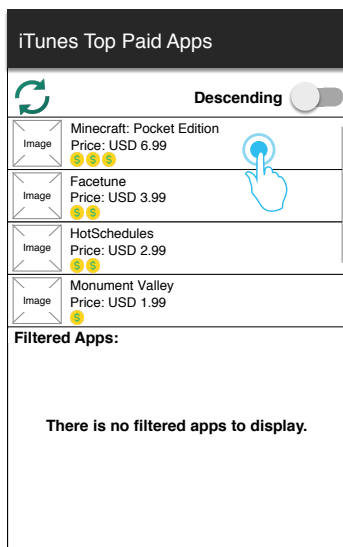 iTunes Top Paid Apps
Descending
Image
Minecraft: Pocket Edition
Price: USD 6.99
$ $ $
Image
Facetune
Price: USD 3.99
$ $
Image
HotSchedules
Price: USD 2.99
$ $
Image
Monument Valley
Price: USD 1.99
$
Filtered Apps:
There is no filtered apps to display.